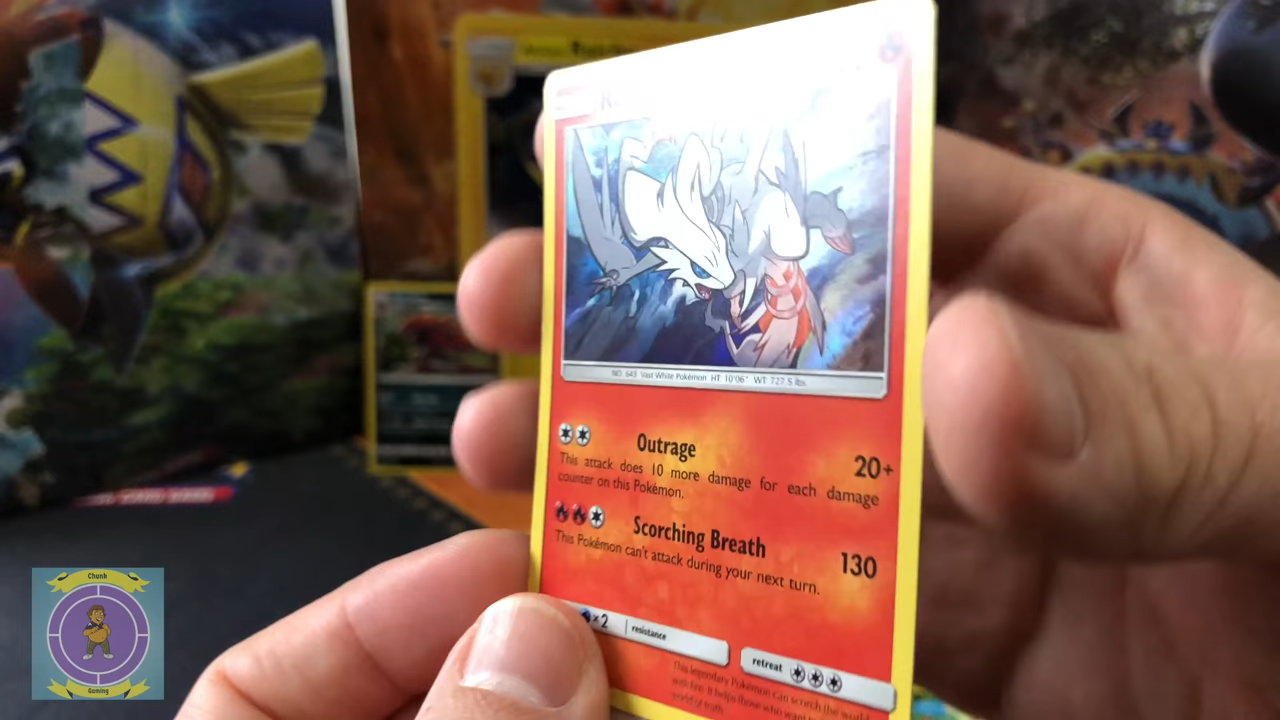 NO. 643 Vast White Pokémon HT: 10'06" WT: 727.5 lbs.
Outrage 20+
This attack does 10 more damage for each damage
counter on this Pokémon.
Scorching Breath 130
This Pokémon can't attack during your next turn.
×2 resistance
retreat
This legendary Pokémon can scorch the world
with fire. It helps those who want
world of truth.
Chunk
Gaming